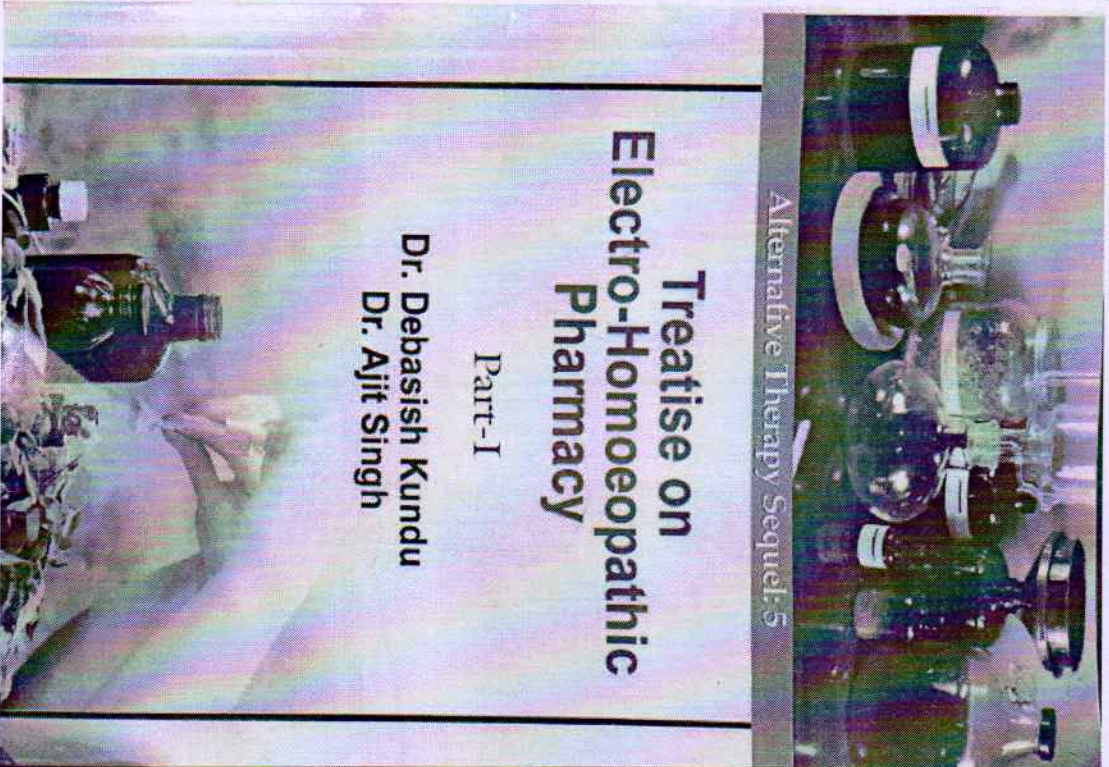 Alternative Therapy Sequel: 5
Treatise on
Electro-Homoeopathic
Pharmacy
Part-I
Dr. Debasish Kundu
Dr. Ajit Singh